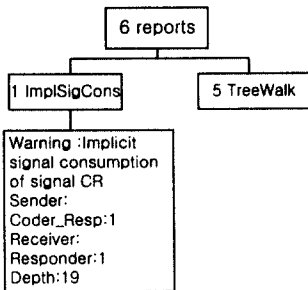 6 reports
1 ImplSigCons
5 TreeWalk
Warning :Implicit
signal consumption
of signal CR
Sender:
Coder_Resp:1
Receiver:
Responder:1
Depth:19